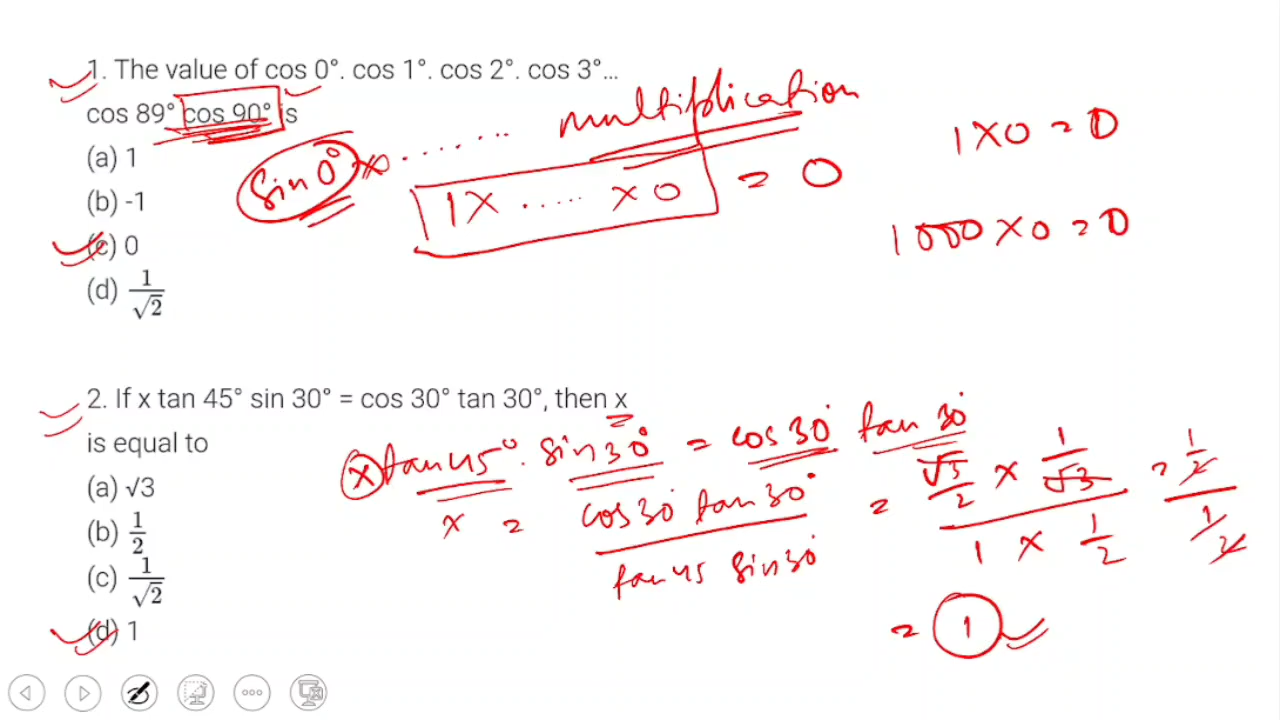 1. The value of cos 0°. cos 1°. cos 2°. cos 3°...
cos 89° cos 90° is
multiplication
1 X 0 = 0
(a) 1
sin 0° x ......
1 X ..... X 0 = 0
(b) -1
1000 X 0 = 0
(c) 0
(d) 1/√2
2. If x tan 45° sin 30° = cos 30° tan 30°, then x
is equal to
x tan 45°. sin 30° = cos 30° tan 30°
(a) √3
x = cos 30° tan 30° / tan 45 sin 30° = √3/2 X 1/√3 / 1 X 1/2 = 1/2 / 1/2
(b) 1/2
(c) 1/√2
(d) 1
= 1